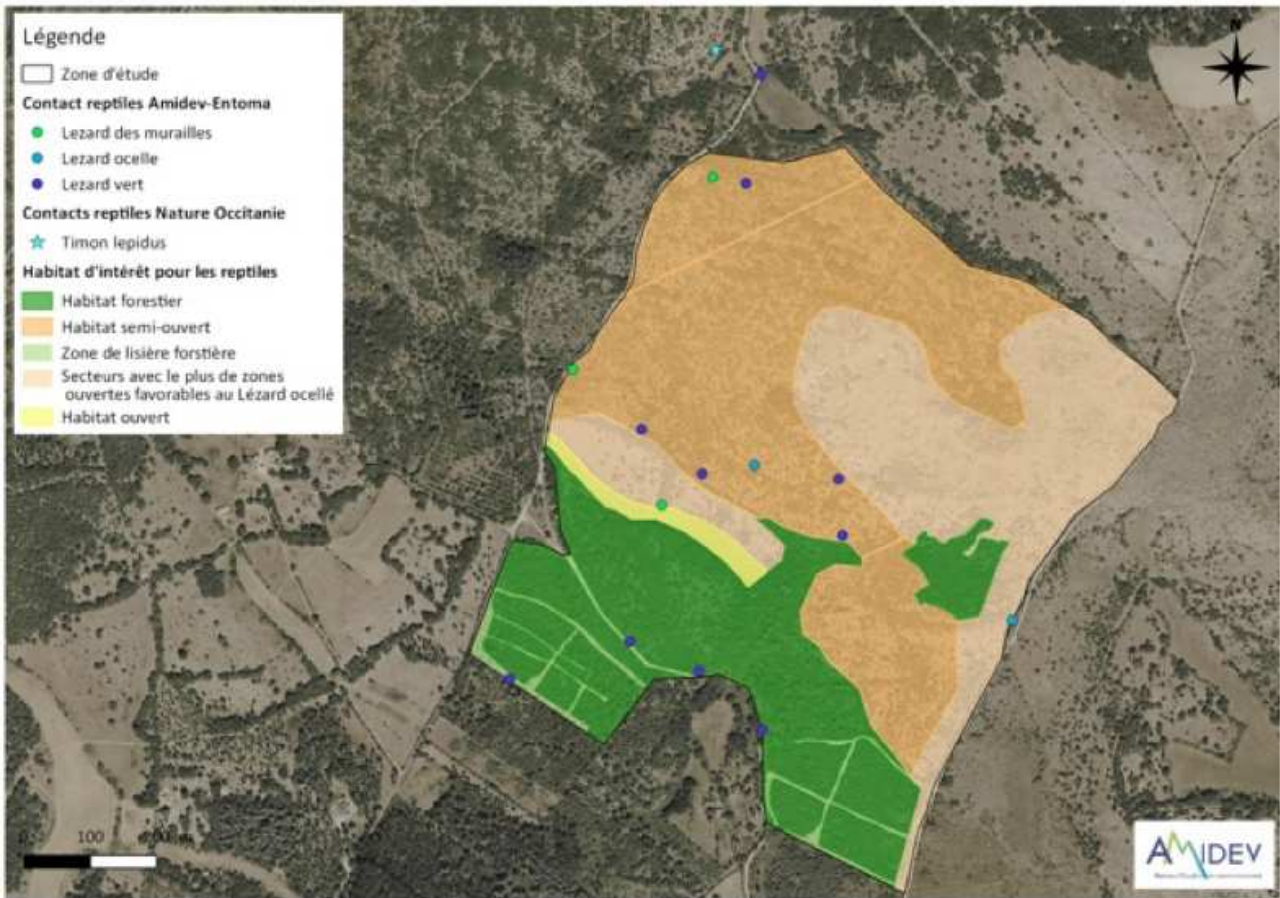 Légende
Zone d'étude
Contact reptiles Amidev-Entoma
Lezard des murailles
Lezard ocelle
Lezard vert
Contacts reptiles Nature Occitanie
Timon lepidus
Habitat d'intérêt pour les reptiles
Habitat forestier
Habitat semi-ouvert
Zone de lisière forstière
Secteurs avec le plus de zones
ouvertes favorables au Lézard ocellé
Habitat ouvert
N
0 100
AMIDEV